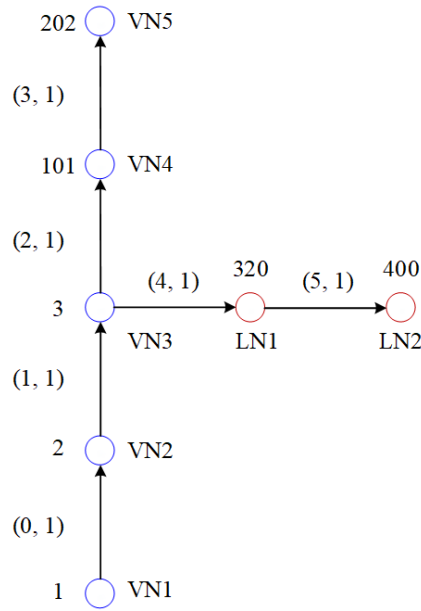 202 VN5
(3, 1)
101 VN4
(2, 1)
(4, 1) 320 (5, 1) 400
3 VN3 LN1 LN2
(1, 1)
2 VN2
(0, 1)
1 VN1